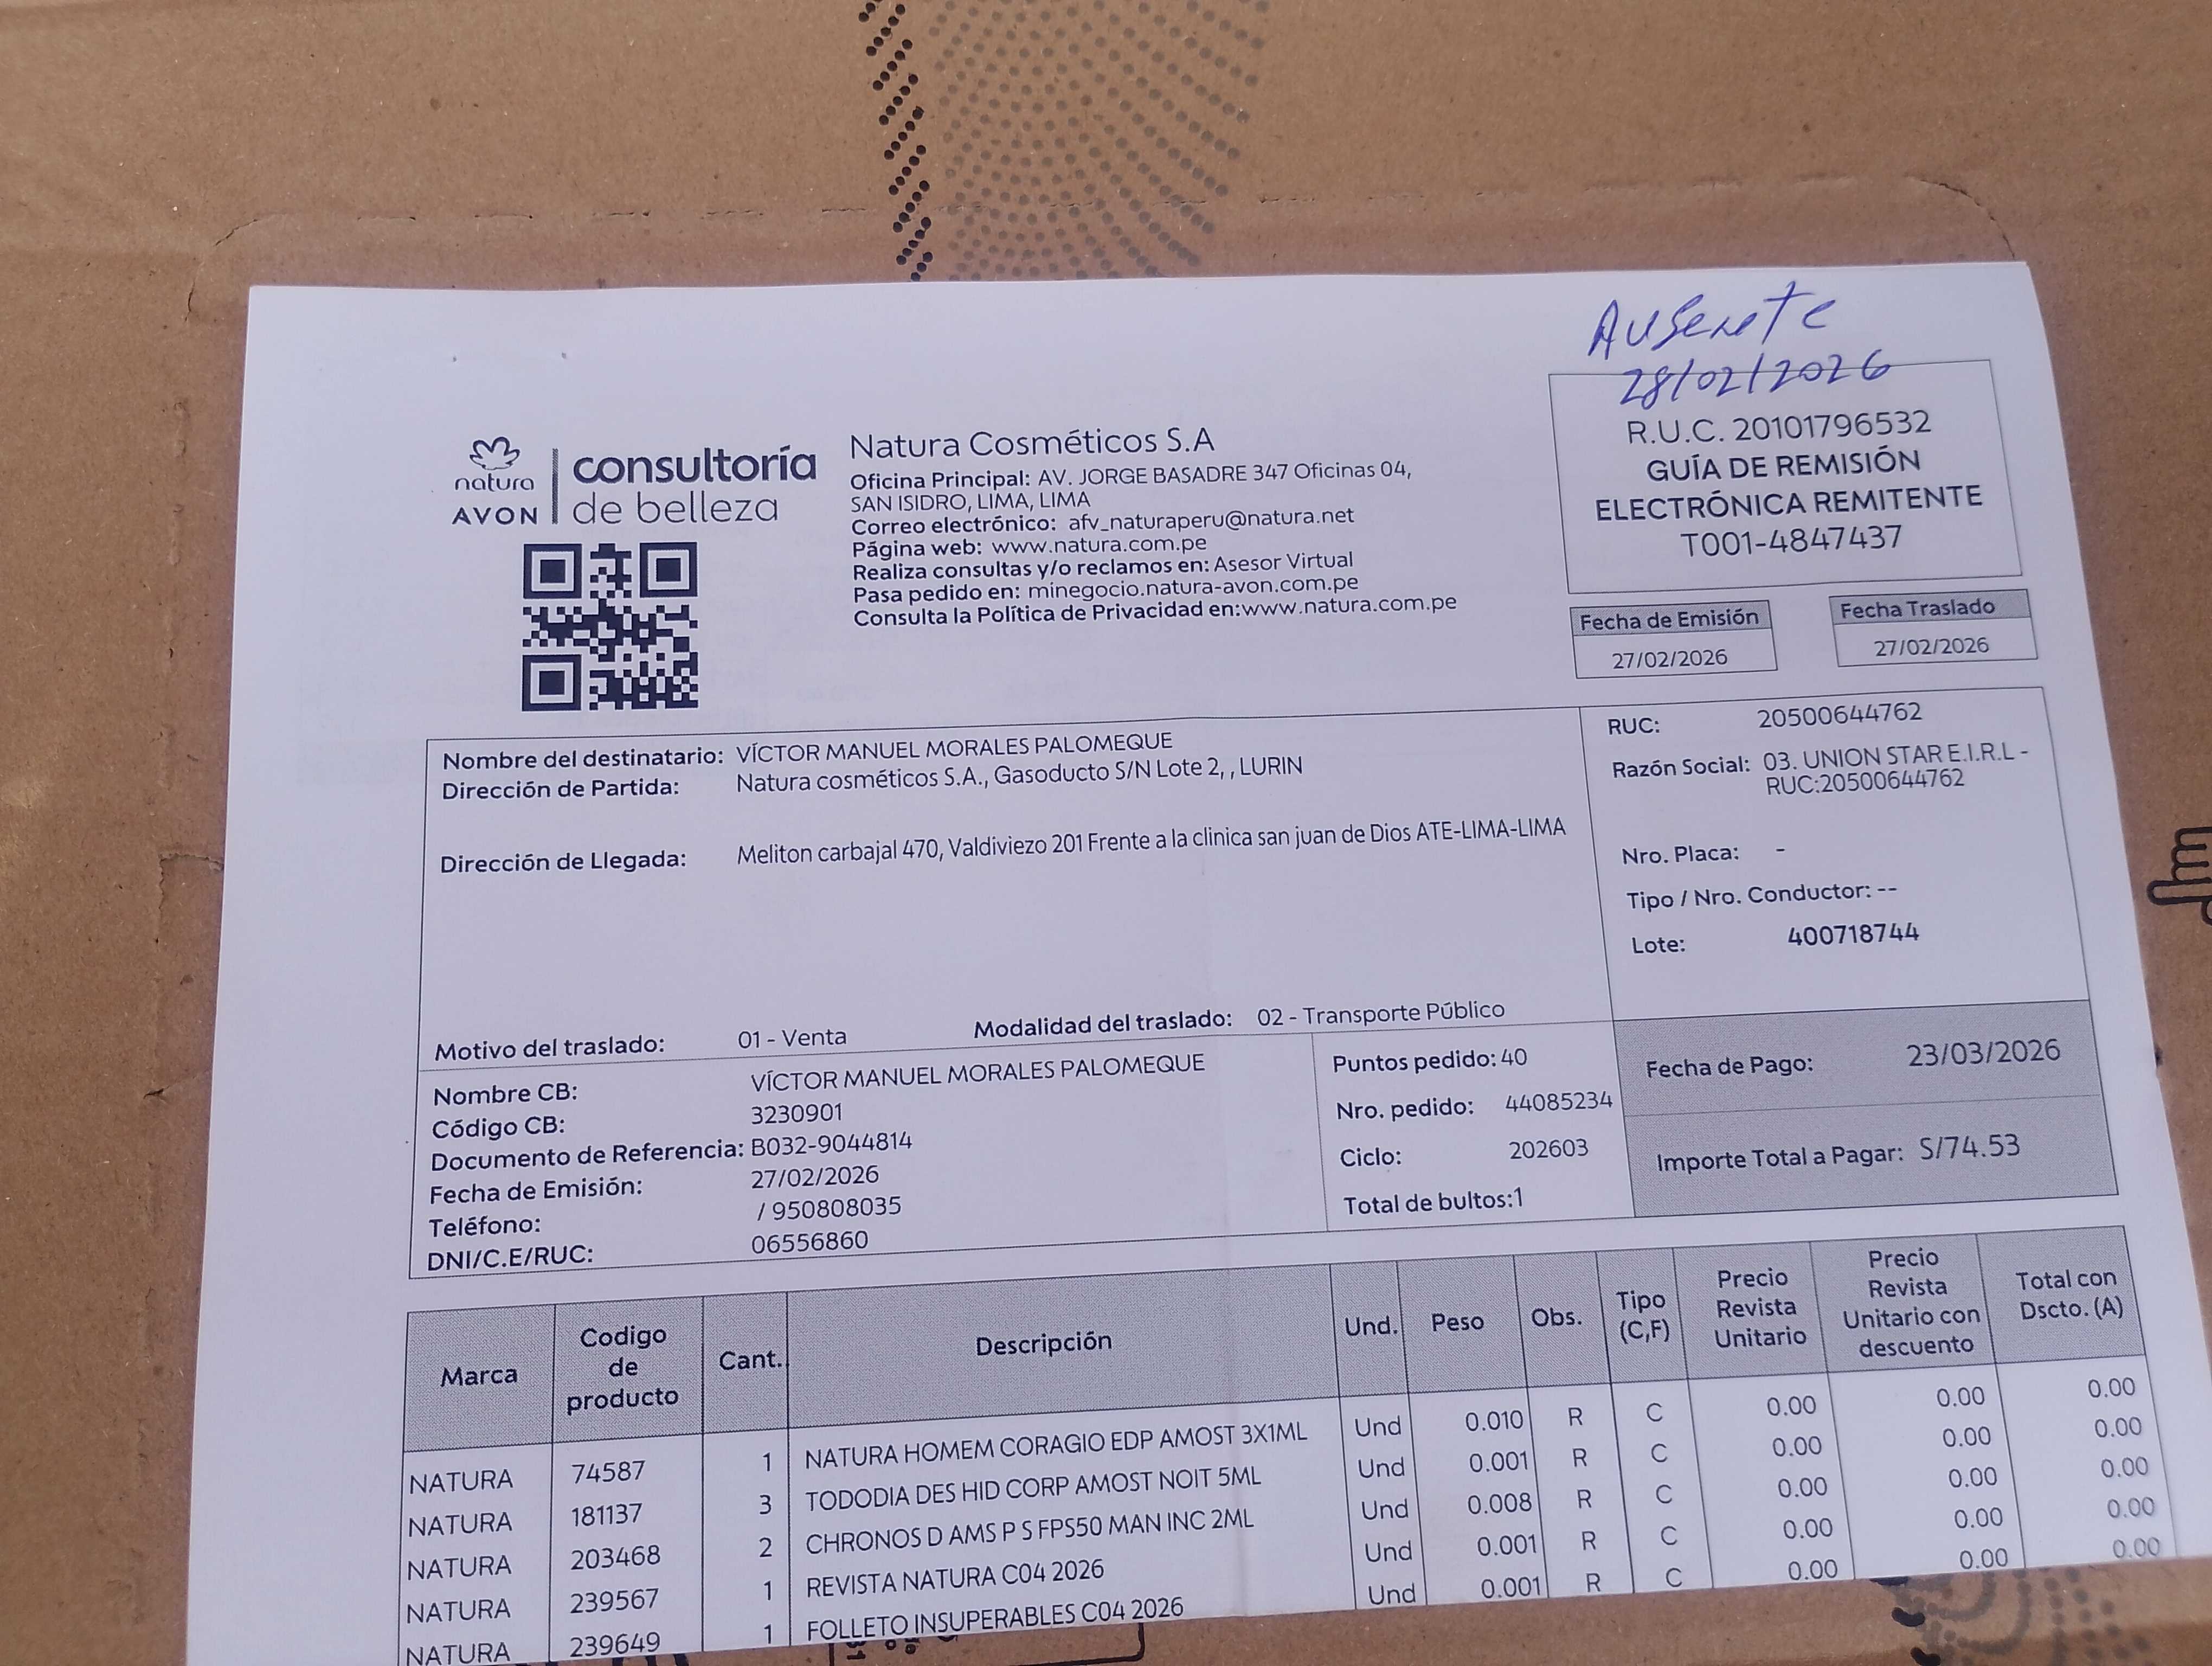 Ausente
28/02/2026
natura
AVON
consultoría
de belleza
Natura Cosméticos S.A
Oficina Principal: AV. JORGE BASADRE 347 Oficinas 04,
SAN ISIDRO, LIMA, LIMA
Correo electrónico: afv_naturaperu@natura.net
Página web: www.natura.com.pe
Realiza consultas y/o reclamos en: Asesor Virtual
Pasa pedido en: minegocio.natura-avon.com.pe
Consulta la Política de Privacidad en:www.natura.com.pe
R.U.C. 20101796532
GUÍA DE REMISIÓN
ELECTRÓNICA REMITENTE
T001-4847437
Fecha de Emisión
27/02/2026
Fecha Traslado
27/02/2026
Nombre del destinatario: VÍCTOR MANUEL MORALES PALOMEQUE
Dirección de Partida: Natura cosméticos S.A., Gasoducto S/N Lote 2, , LURIN
Dirección de Llegada: Meliton carbajal 470, Valdiviezo 201 Frente a la clinica san juan de Dios ATE-LIMA-LIMA
Motivo del traslado: 01 - Venta Modalidad del traslado: 02 - Transporte Público
RUC: 20500644762
Razón Social: 03. UNION STAR E.I.R.L -
RUC:20500644762
Nro. Placa: -
Tipo / Nro. Conductor: --
Lote: 400718744
Nombre CB: VÍCTOR MANUEL MORALES PALOMEQUE
Código CB: 3230901
Documento de Referencia: B032-9044814
Fecha de Emisión: 27/02/2026
Teléfono: / 950808035
DNI/C.E/RUC: 06556860
Puntos pedido: 40
Nro. pedido: 44085234
Ciclo: 202603
Total de bultos:1
Fecha de Pago: 23/03/2026
Importe Total a Pagar: S/74.53
Marca Codigo de producto Cant. Descripción Und. Peso Obs. Tipo (C,F) Precio Revista Unitario Precio Revista Unitario con descuento Total con Dscto. (A)
NATURA 74587 1 NATURA HOMEM CORAGIO EDP AMOST 3X1ML Und 0.010 R C 0.00 0.00 0.00
NATURA 181137 3 TODODIA DES HID CORP AMOST NOIT 5ML Und 0.001 R C 0.00 0.00 0.00
NATURA 203468 2 CHRONOS D AMS P S FPS50 MAN INC 2ML Und 0.008 R C 0.00 0.00 0.00
NATURA 239567 1 REVISTA NATURA C04 2026 Und 0.001 R C 0.00 0.00 0.00
NATURA 239649 1 FOLLETO INSUPERABLES C04 2026 Und 0.001 R C 0.00 0.00 0.00